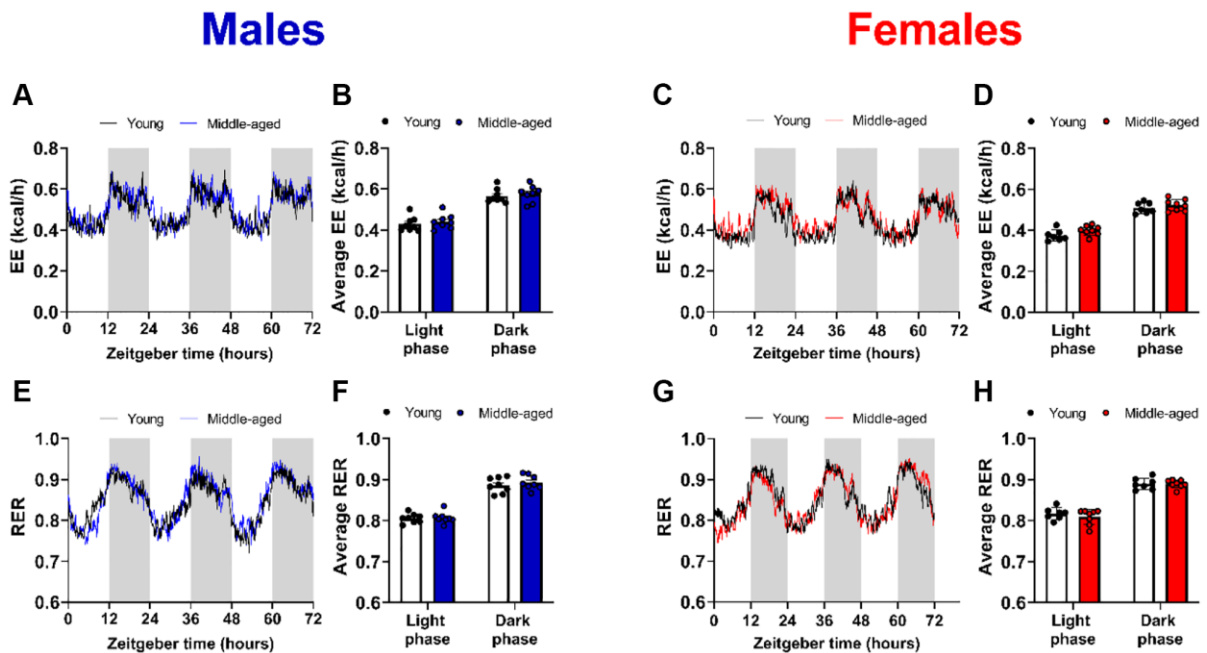 Males
Females
A
Young
Middle-aged
EE (kcal/h)
0.8
0.6
0.4
0.2
0.0
0
12
24
36
48
60
72
Zeitgeber time (hours)
B
Young
Middle-aged
Average EE (kcal/h)
0.8
0.6
0.4
0.2
0.0
Light
phase
Dark
phase
C
Young
Middle-aged
EE (kcal/h)
0.8
0.6
0.4
0.2
0.0
0
12
24
36
48
60
72
Zeitgeber time (hours)
D
Young
Middle-aged
Average EE (kcal/h)
0.8
0.6
0.4
0.2
0.0
Light
phase
Dark
phase
E
Young
Middle-aged
RER
1.0
0.9
0.8
0.7
0.6
0
12
24
36
48
60
72
Zeitgeber time (hours)
F
Young
Middle-aged
Average RER
1.0
0.9
0.8
0.7
0.6
Light
phase
Dark
phase
G
Young
Middle-aged
RER
1.0
0.9
0.8
0.7
0.6
0
12
24
36
48
60
72
Zeitgeber time (hours)
H
Young
Middle-aged
Average RER
1.0
0.9
0.8
0.7
0.6
Light
phase
Dark
phase